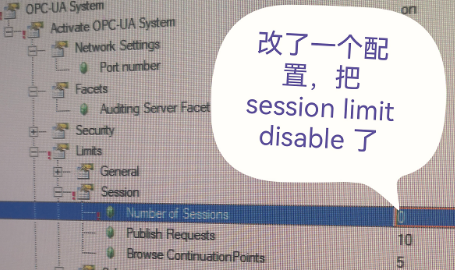 OPC-UA System
on
Activate OPC-UA System
Network Settings
Port number
Facets
Auditing Server Facet
Security
Limits
General
Session
Number of Sessions
0
Publish Requests
10
Browse ContinuationPoints
5
改了一个配
置，把
session limit
disable 了